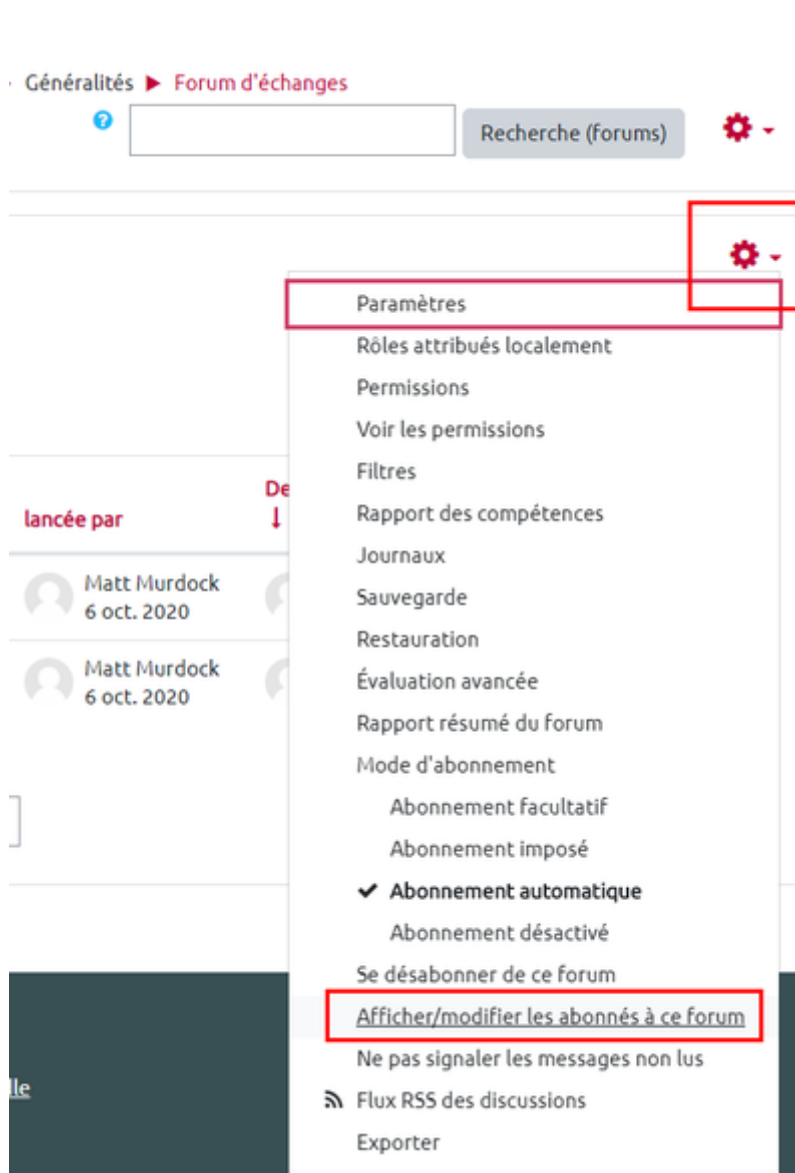 Généralités ▶ Forum d'échanges
Recherche (forums)
Paramètres
Rôles attribués localement
Permissions
Voir les permissions
Filtres
De
lancée par
Rapport des compétences
Journaux
Matt Murdock
6 oct. 2020
Sauvegarde
Restauration
Matt Murdock
6 oct. 2020
Évaluation avancée
Rapport résumé du forum
Mode d'abonnement
Abonnement facultatif
Abonnement imposé
✔ Abonnement automatique
Abonnement désactivé
Se désabonner de ce forum
Afficher/modifier les abonnés à ce forum
Ne pas signaler les messages non lus
lle
Flux RSS des discussions
Exporter